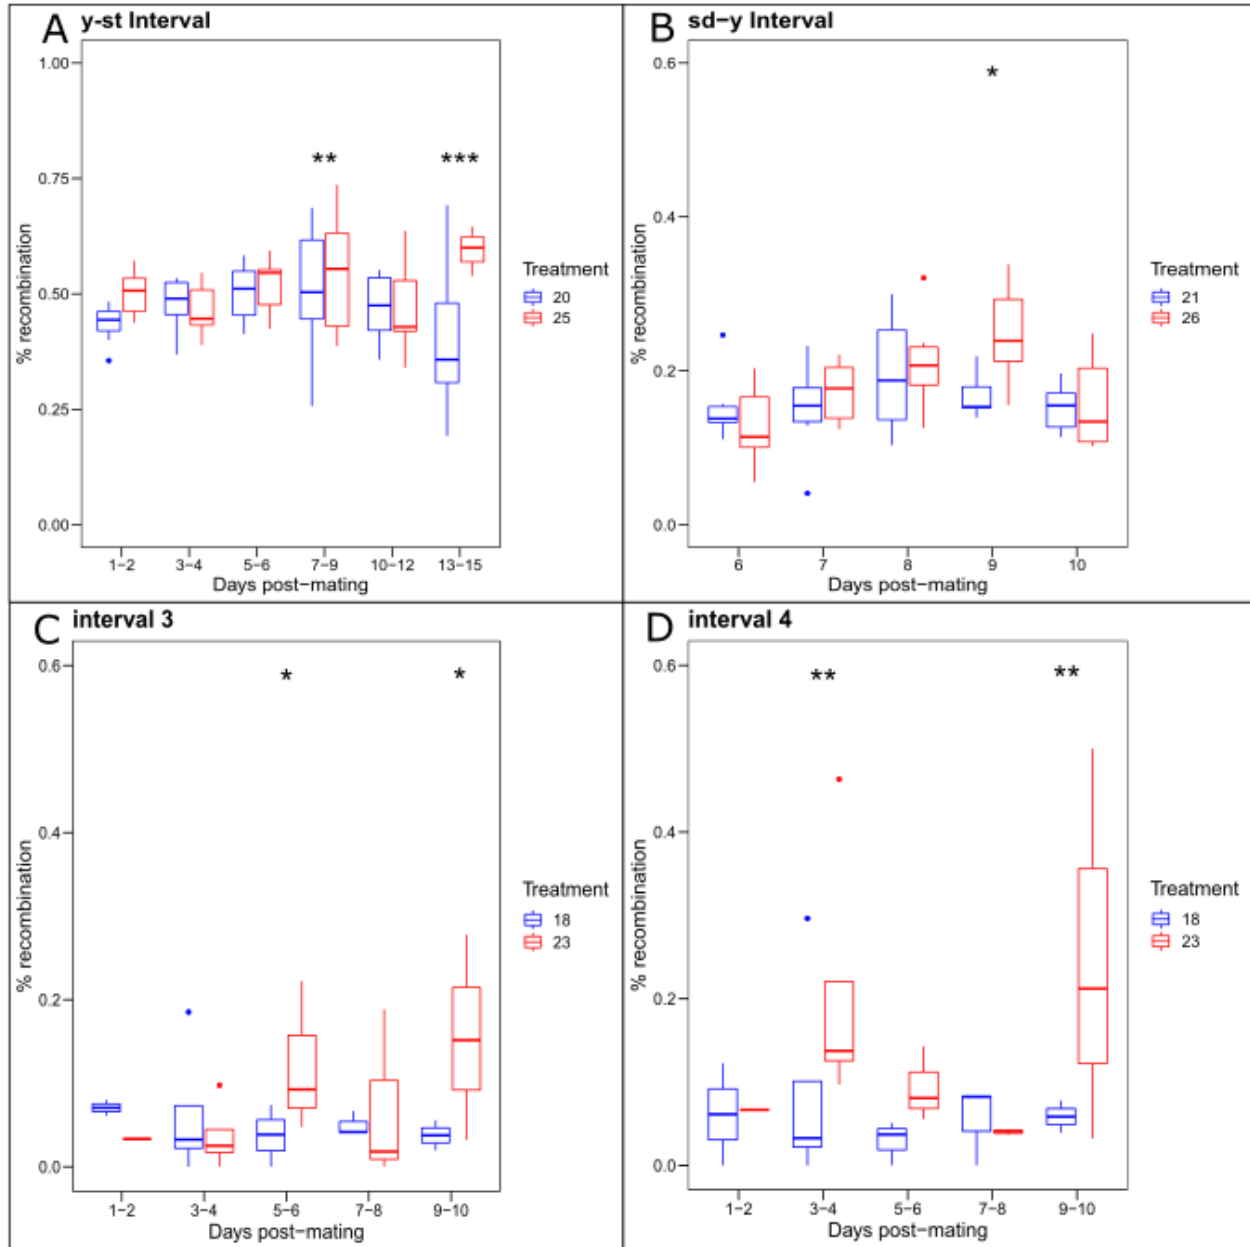 A y-st Interval
1.00
0.75
0.50
0.25
0.00
% recombination
** ***
1-2 3-4 5-6 7-9 10-12 13-15
Days post-mating
Treatment
20
25
B sd-y Interval
0.6
0.4
0.2
0.0
% recombination
*
6 7 8 9 10
Days post-mating
Treatment
21
26
C interval 3
0.6
0.4
0.2
0.0
% recombination
* *
1-2 3-4 5-6 7-8 9-10
Days post-mating
Treatment
18
23
D interval 4
0.6
0.4
0.2
0.0
% recombination
** **
1-2 3-4 5-6 7-8 9-10
Days post-mating
Treatment
18
23